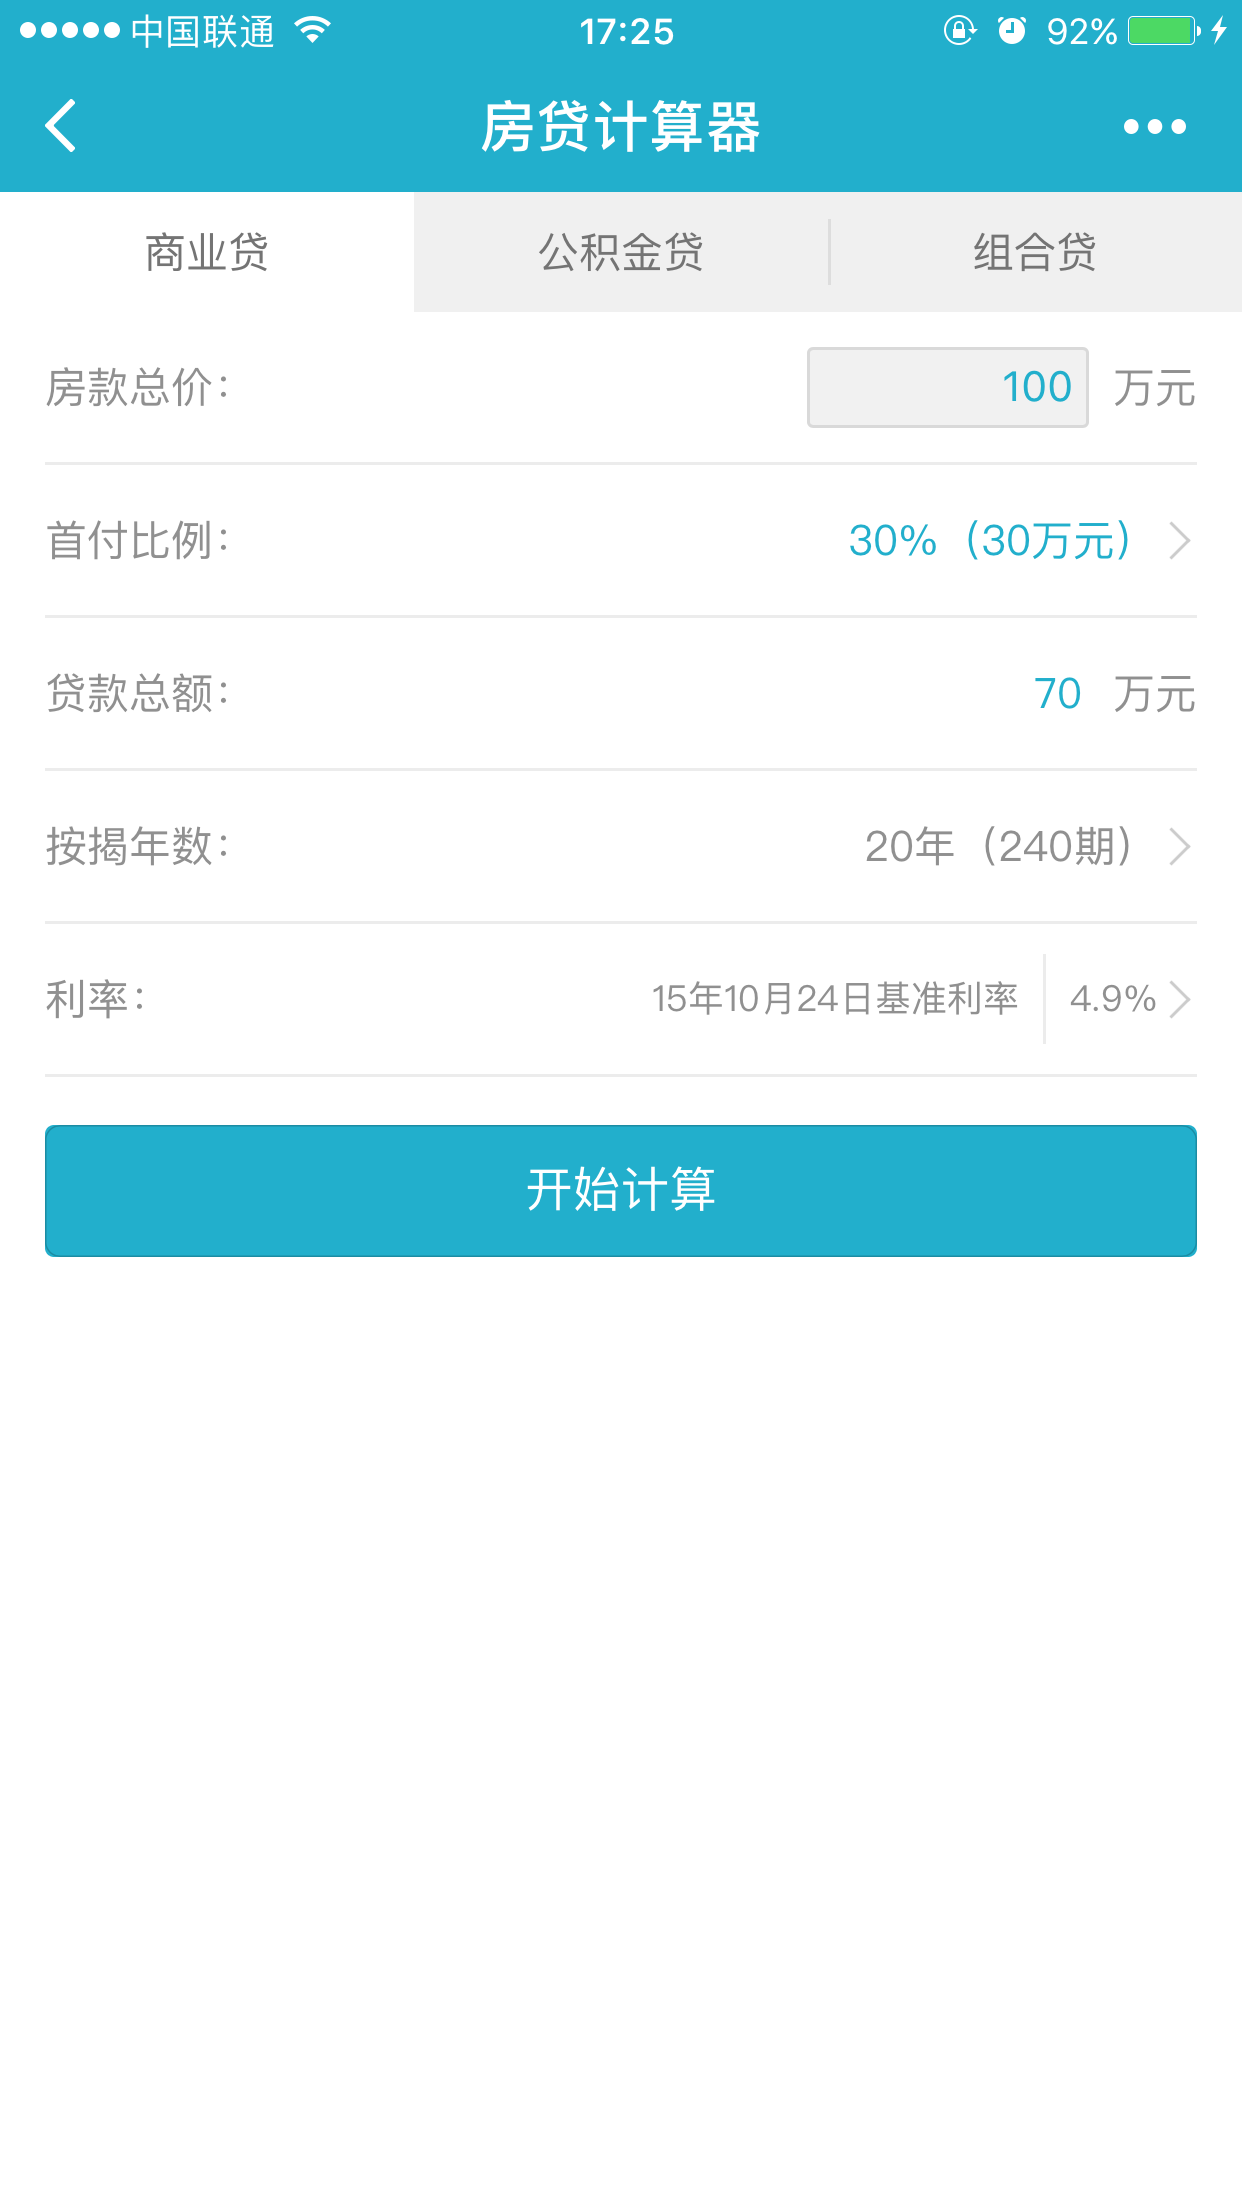 中国联通 17:25 92%
房贷计算器
商业贷 公积金贷 组合贷
房款总价： 100 万元
首付比例： 30%（30万元）
贷款总额： 70 万元
按揭年数： 20年（240期）
利率： 15年10月24日基准利率 4.9%
开始计算